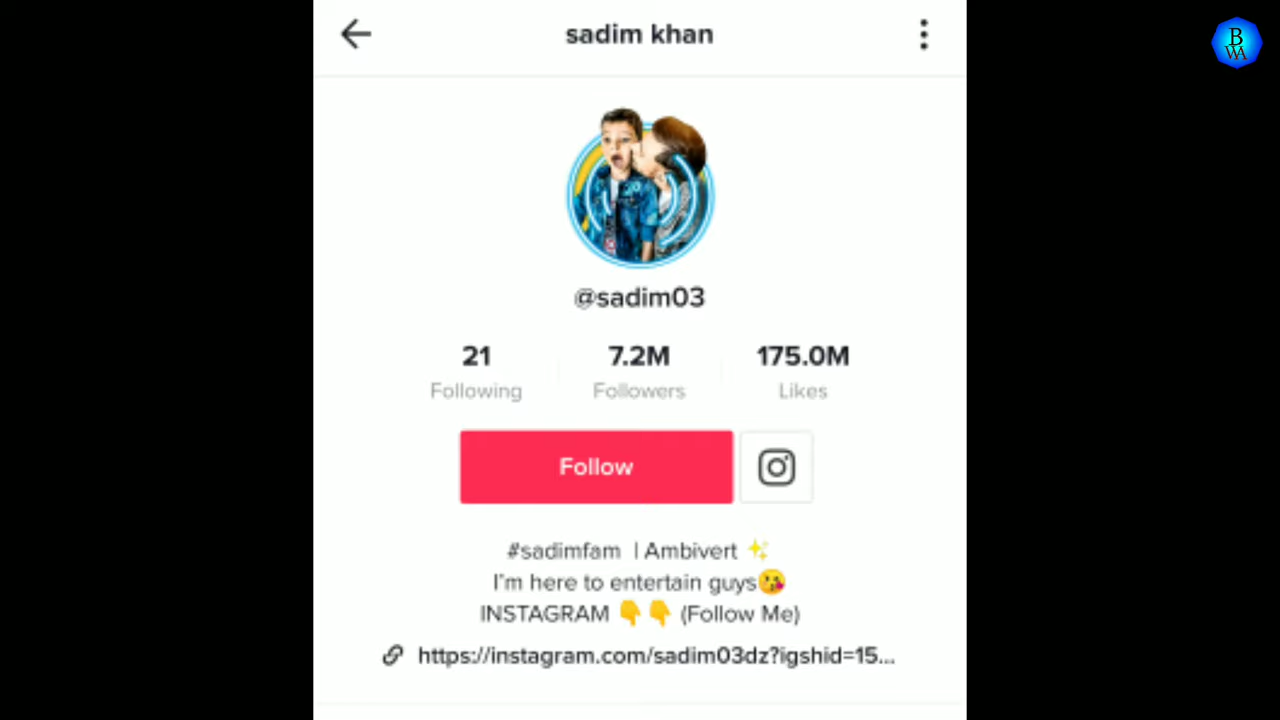 sadim khan
B
WA
@sadim03
21 7.2M 175.0M
Following Followers Likes
Follow
#sadimfam | Ambivert ✨
I'm here to entertain guys😘
INSTAGRAM 👇👇 (Follow Me)
https://instagram.com/sadim03dz?igshid=15...